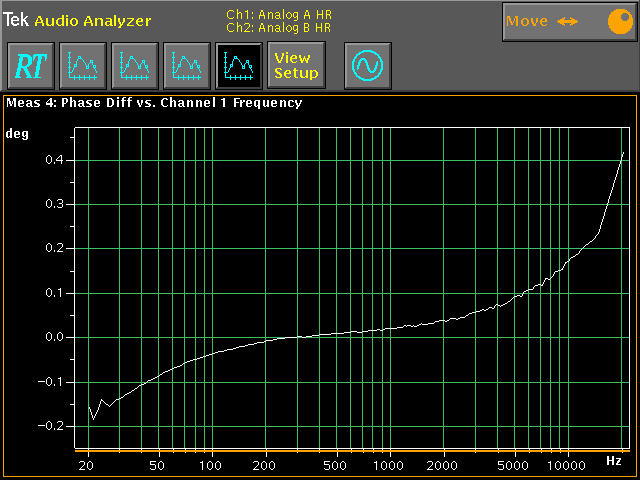 Tek Audio Analyzer
Ch1: Analog A HR
Ch2: Analog B HR
Move
RT
View
Setup
Meas 4: Phase Diff vs. Channel 1 Frequency
deg
0.4
0.3
0.2
0.1
0.0
-0.1
-0.2
20 50 100 200 500 1000 2000 5000 10000 Hz